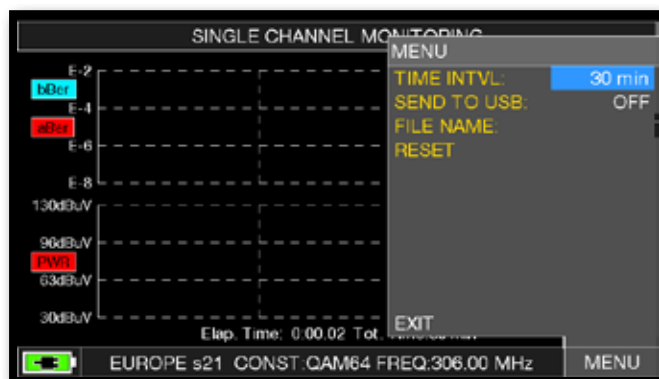 SINGLE CHANNEL MONITORING
MENU
TIME INTVL: 30 min
SEND TO USB: OFF
FILE NAME:
RESET
EXIT
E-2
bBer
E-4
aBer
E-6
E-8
130dBuV
96dBuV
PWR
63dBuV
30dBuV
Elap. Time: 0:00.02 Tot.
EUROPE s21 CONST:QAM64 FREQ:306.00 MHz MENU